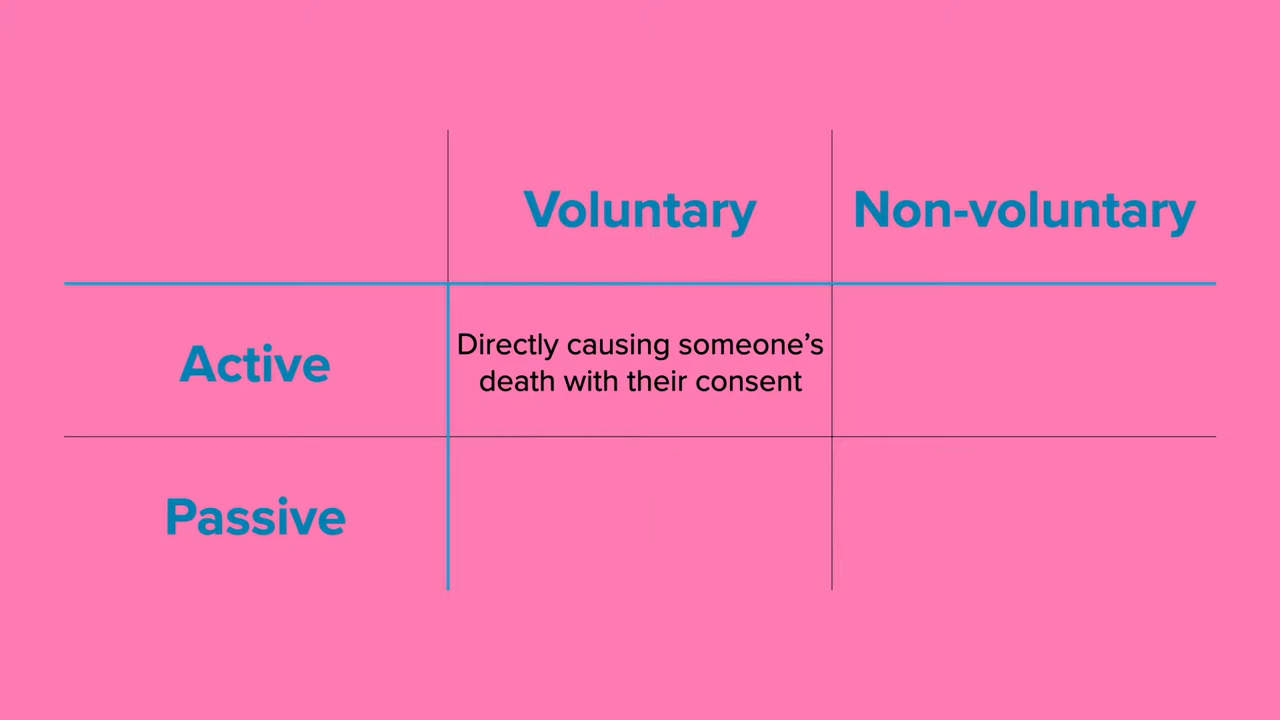 Voluntary
Non-voluntary
Active
Directly causing someone’s
death with their consent
Passive